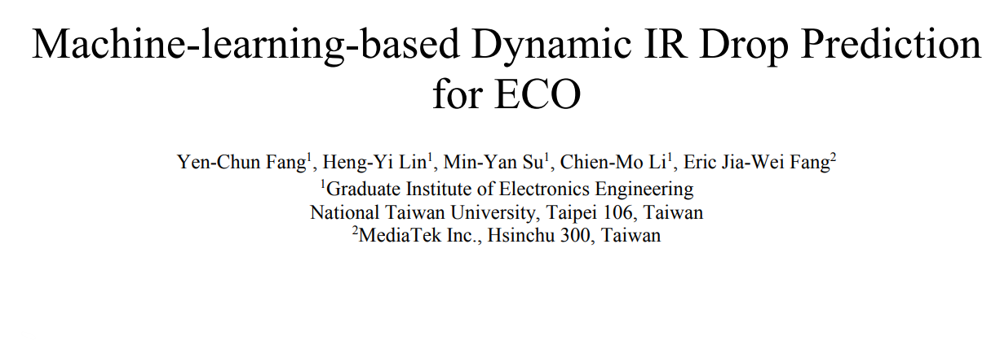 Machine-learning-based Dynamic IR Drop Prediction
for ECO
Yen-Chun Fang¹, Heng-Yi Lin¹, Min-Yan Su¹, Chien-Mo Li¹, Eric Jia-Wei Fang²
¹Graduate Institute of Electronics Engineering
National Taiwan University, Taipei 106, Taiwan
²MediaTek Inc., Hsinchu 300, Taiwan